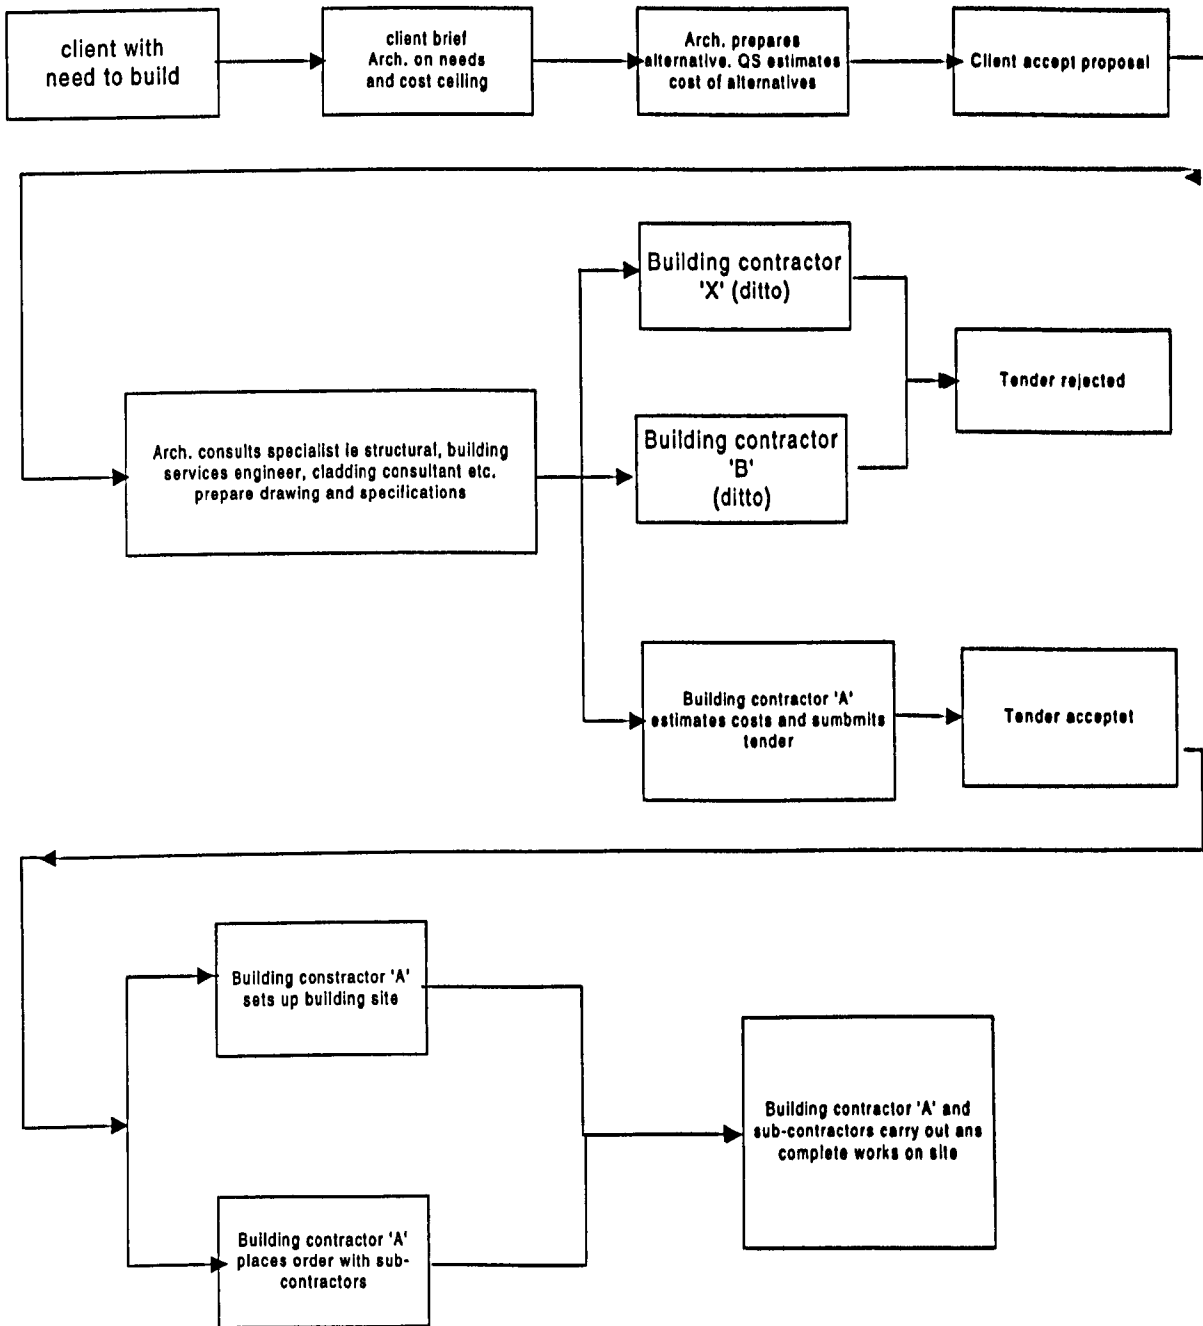 client with
need to build
client brief
Arch. on needs
and cost ceiling
Arch. prepares
alternative. QS estimates
cost of alternatives
Client accept proposal
Building contractor
'X' (ditto)
Tender rejected
Arch. consults specialist ie structural, building
services engineer, cladding consultant etc.
prepare drawing and specifications
Building contractor
'B'
(ditto)
Building contractor 'A'
estimates costs and sumbmits
tender
Tender acceptet
Building constractor 'A'
sets up building site
Building contractor 'A' and
sub-contractors carry out ans
complete works on site
Building contractor 'A'
places order with sub-
contractors